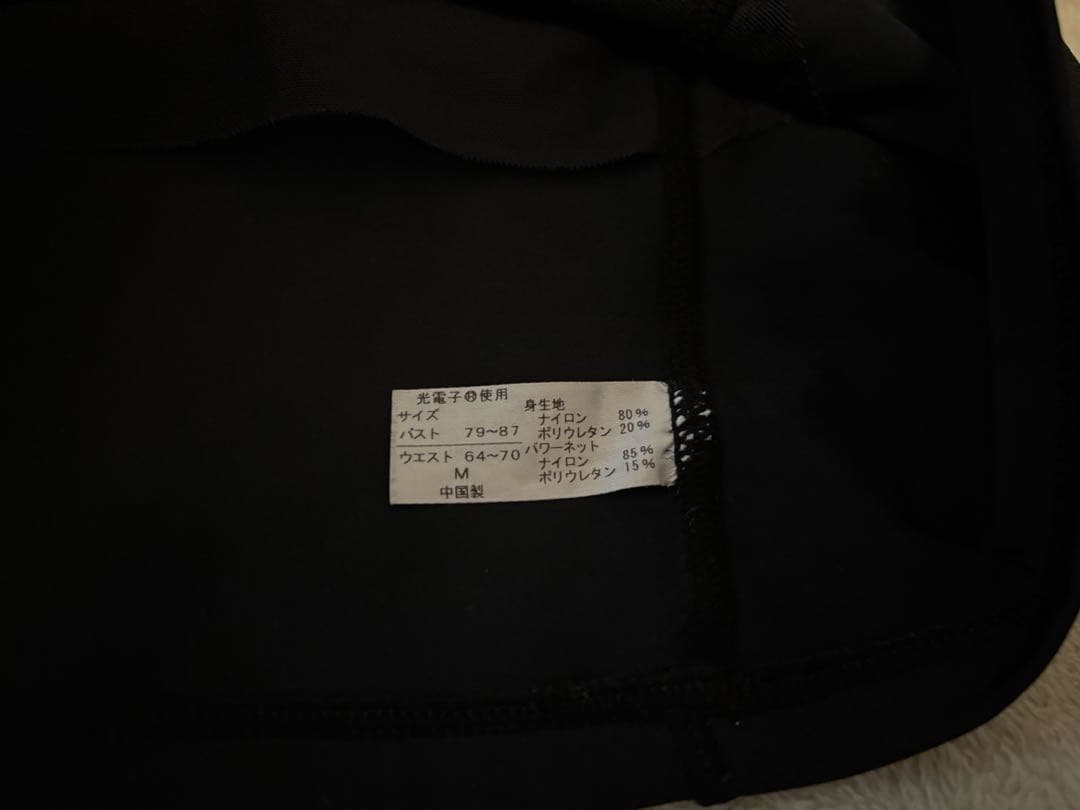 光電子®使用
サイズ
バスト 79〜87
ウエスト 64〜70
M
中国製
身生地
ナイロン 80%
ポリウレタン 20%
パワーネット
ナイロン 85%
ポリウレタン 15%